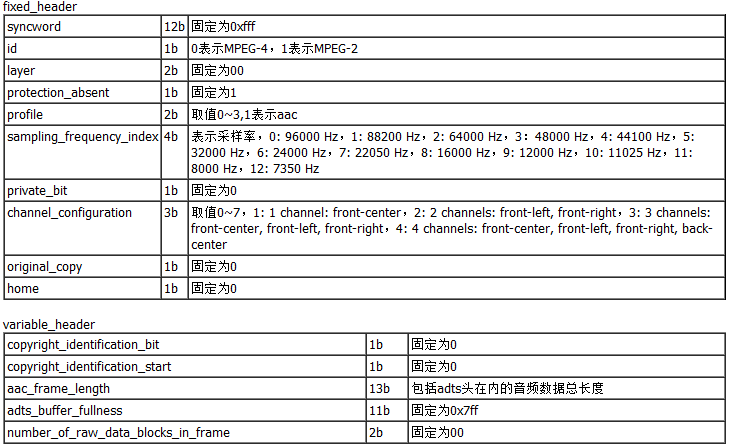 fixed_header
syncword 12b 固定为0xfff
id 1b 0表示MPEG-4，1表示MPEG-2
layer 2b 固定为00
protection_absent 1b 固定为1
profile 2b 取值0~3,1表示aac
sampling_frequency_index 4b 表示采样率，0: 96000 Hz，1: 88200 Hz，2: 64000 Hz，3：48000 Hz，4: 44100 Hz，5:
32000 Hz，6: 24000 Hz，7: 22050 Hz，8: 16000 Hz，9: 12000 Hz，10: 11025 Hz，11:
8000 Hz，12: 7350 Hz
private_bit 1b 固定为0
channel_configuration 3b 取值0~7，1: 1 channel: front-center，2: 2 channels: front-left, front-right，3: 3 channels:
front-center, front-left, front-right，4: 4 channels: front-center, front-left, front-right, back-
center
original_copy 1b 固定为0
home 1b 固定为0
variable_header
copyright_identification_bit 1b 固定为0
copyright_identification_start 1b 固定为0
aac_frame_length 13b 包括adts头在内的音频数据总长度
adts_buffer_fullness 11b 固定为0x7ff
number_of_raw_data_blocks_in_frame 2b 固定为00